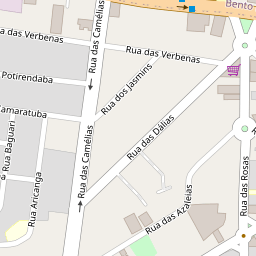 Bento
Rua das Verbenas
Rua das Verbenas
Potirendaba
Rua das Camélias
Rua dos Jasmins
Camaratuba
Rua das Dálias
Rua Baguari
Rua das Camélias
Rua Aricanga
Rua das Rosas
Rua das Azaleias